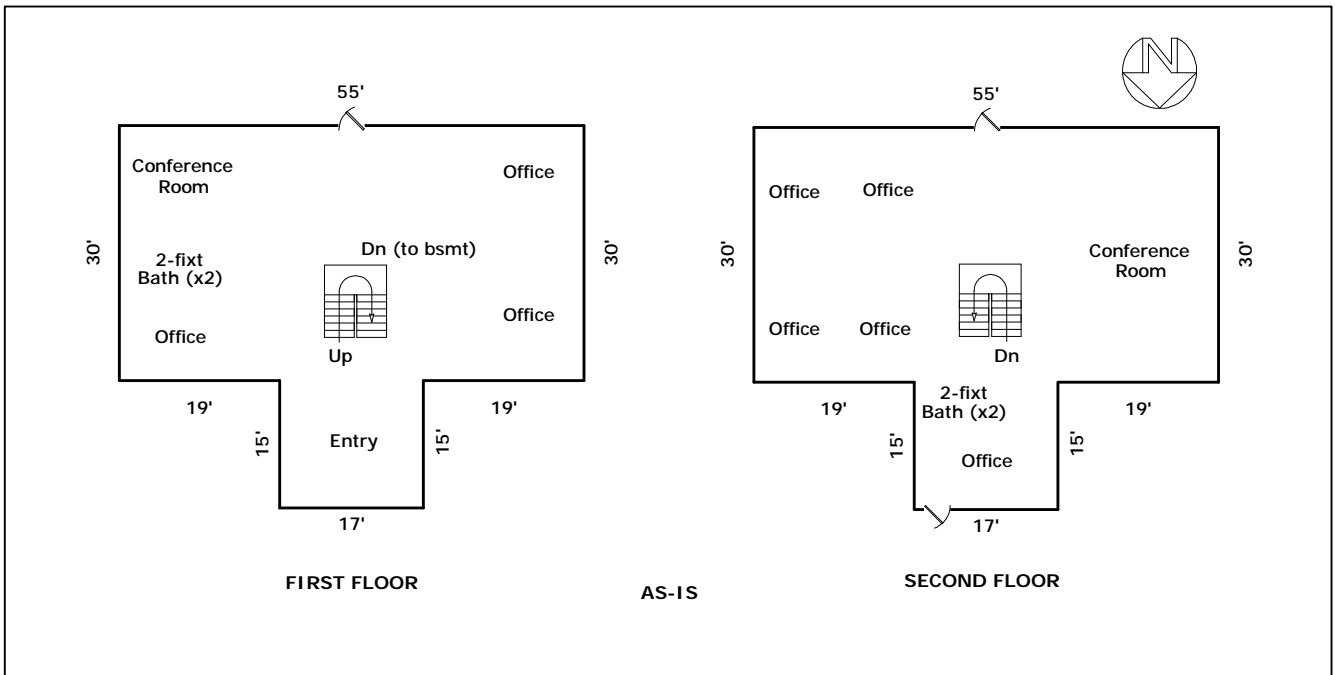 N
55'
Conference
Room
Office
30'
Dn (to bsmt)
30'
2-fixt
Bath (x2)
Office
Office
Up
19'
19'
15'
Entry
15'
17'
FIRST FLOOR
55'
Office
Office
30'
Conference
Room
30'
Office
Office
Dn
19'
2-fixt
Bath (x2)
19'
15'
Office
15'
17'
SECOND FLOOR
AS-IS